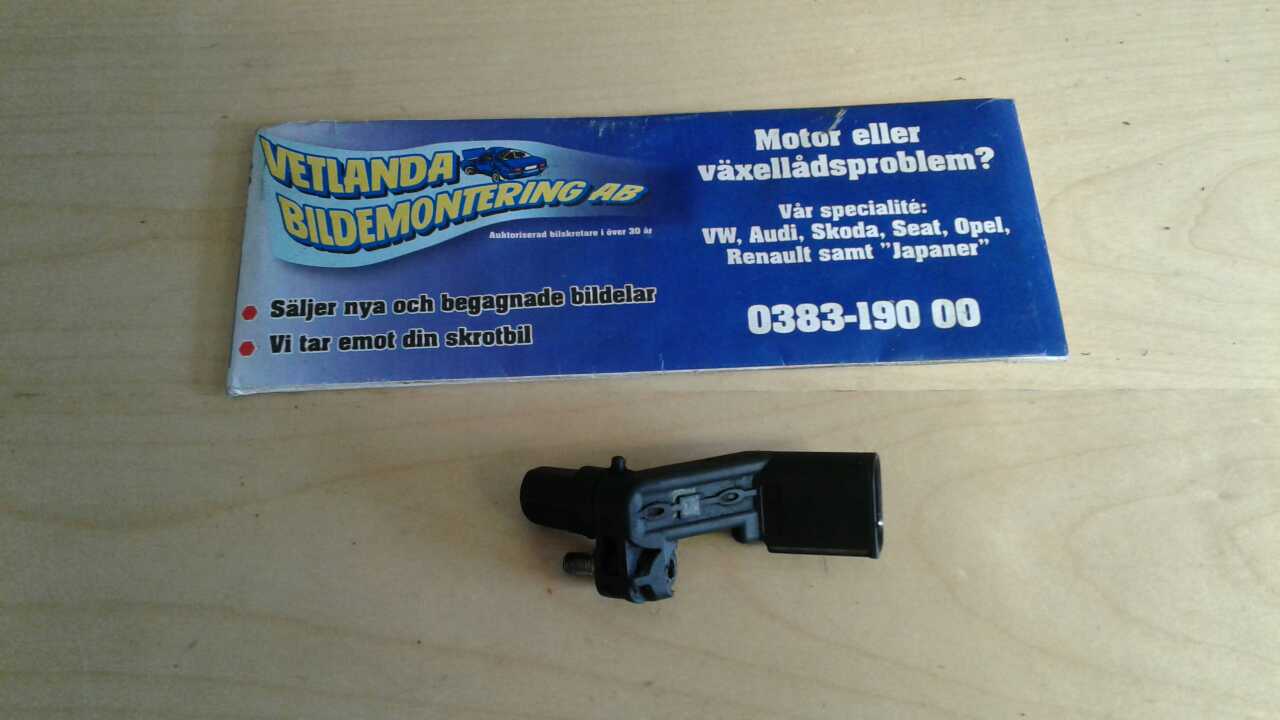 VETLANDA
BILDEMONTERING AB
Auktoriserad bilskrotare i över 30 år
• Säljer nya och begagnade bildelar
• Vi tar emot din skrotbil
Motor eller
växellådsproblem?
Vår specialité:
VW, Audi, Skoda, Seat, Opel,
Renault samt "Japaner"
0383-190 00